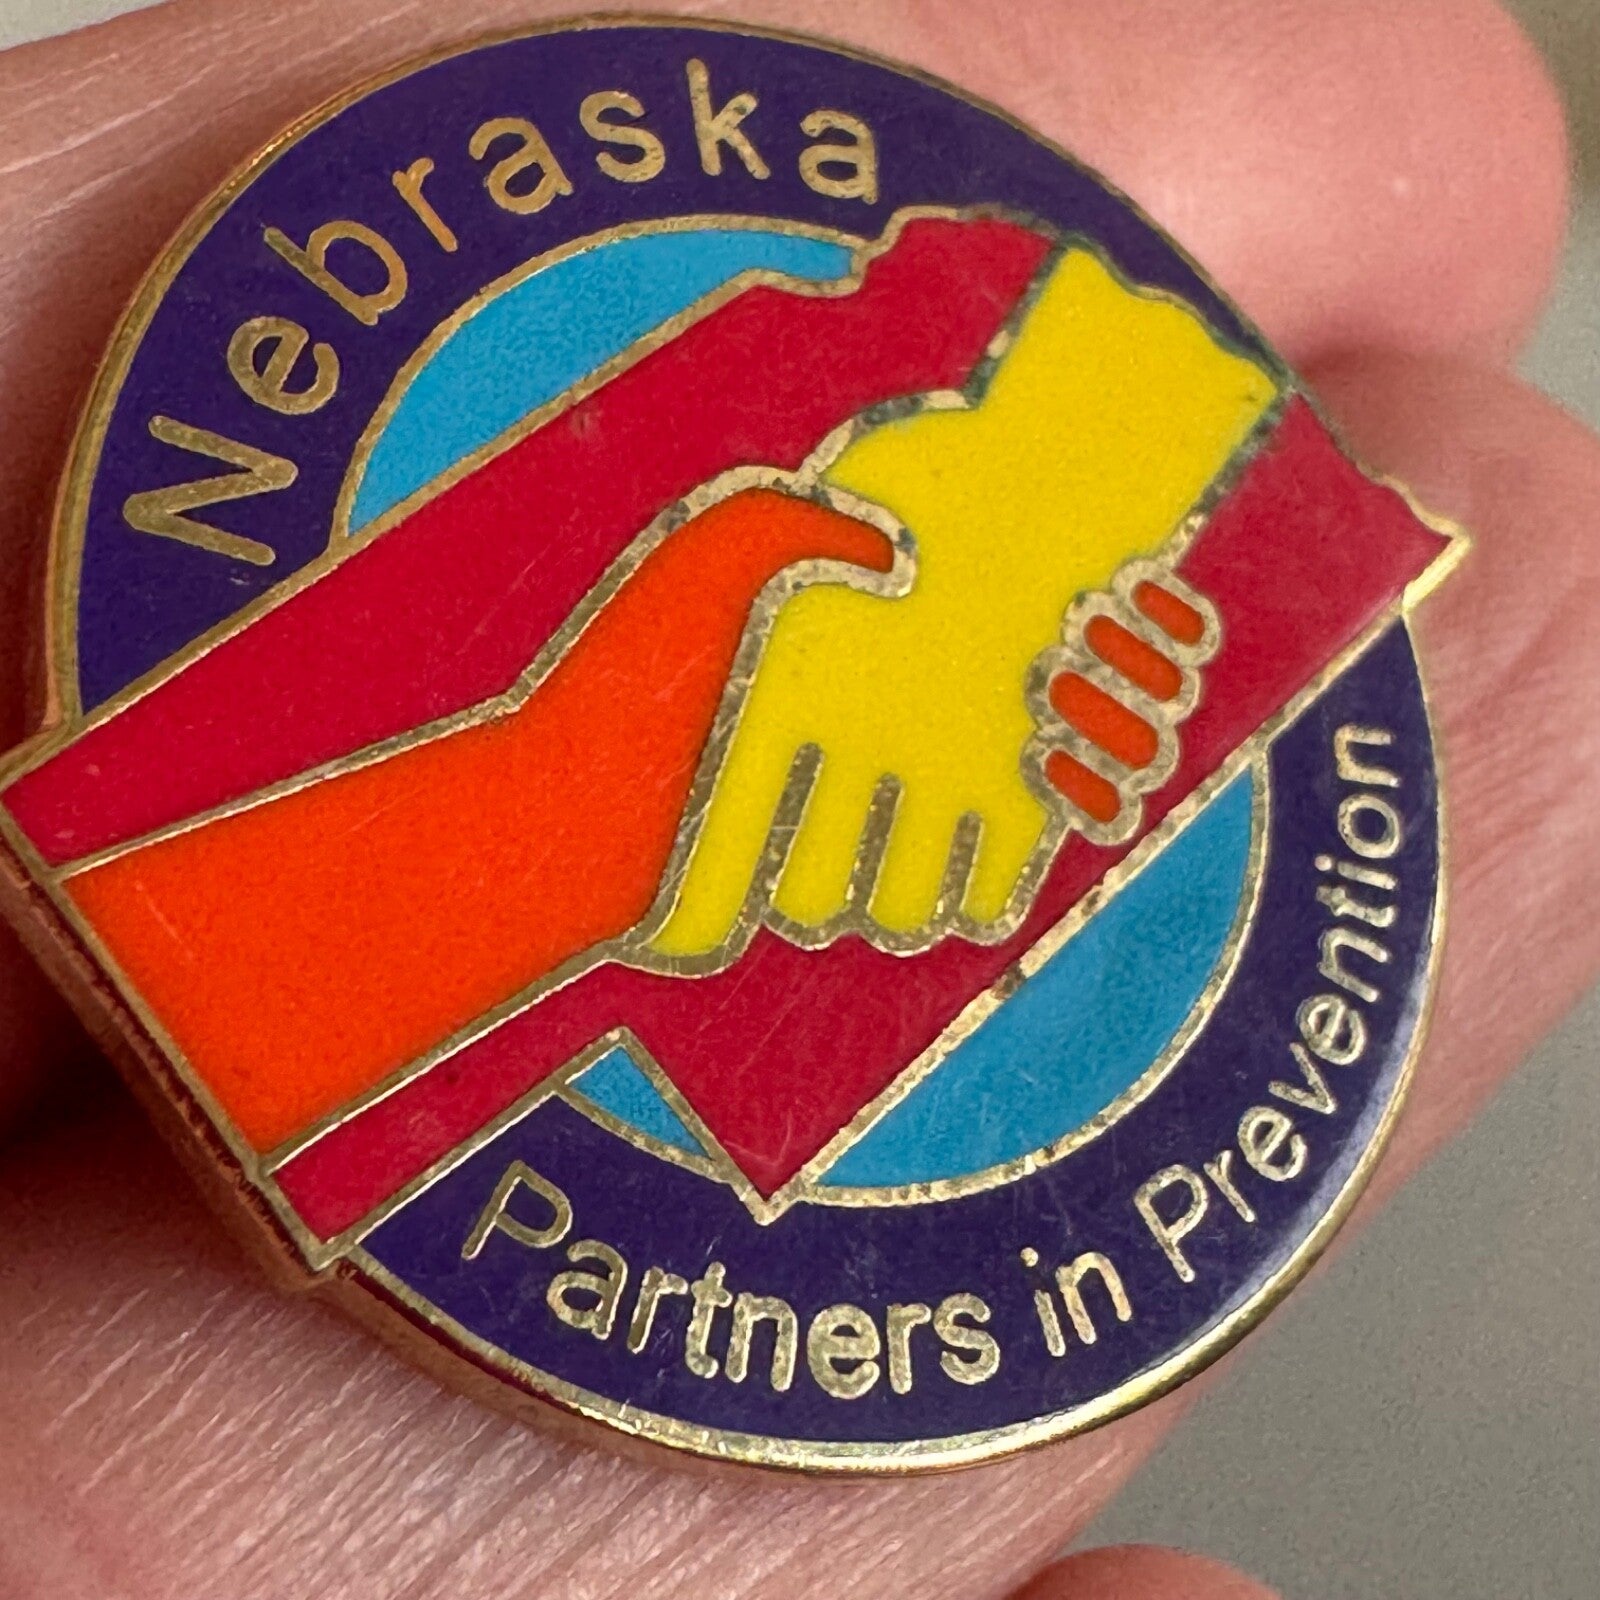 Nebraska
Partners in Prevention